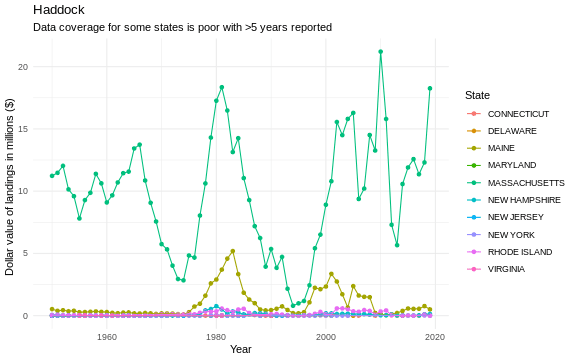 Haddock
Data coverage for some states is poor with >5 years reported
Dollar value of landings in millions ($)
20
15
10
5
0
1960
1980
2000
2020
Year
State
CONNECTICUT
DELAWARE
MAINE
MARYLAND
MASSACHUSETTS
NEW HAMPSHIRE
NEW JERSEY
NEW YORK
RHODE ISLAND
VIRGINIA